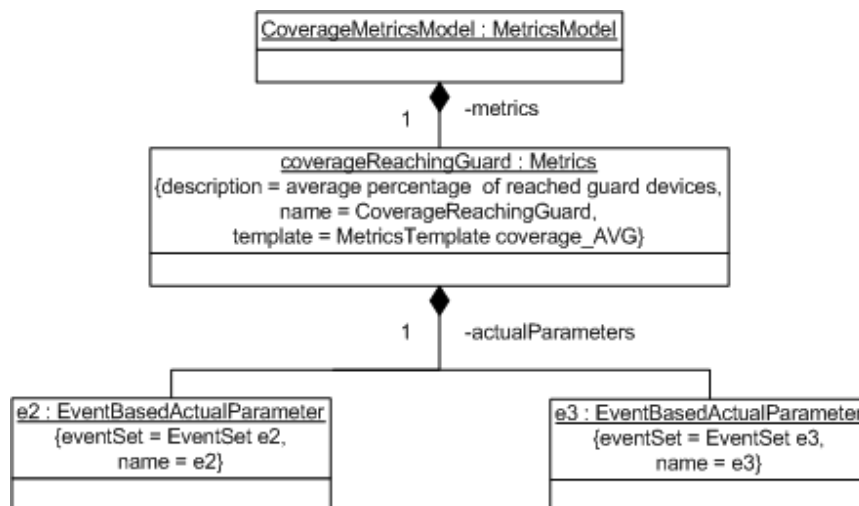 CoverageMetricsModel : MetricsModel
1
-metrics
coverageReachingGuard : Metrics
{description = average percentage of reached guard devices,
name = CoverageReachingGuard,
template = MetricsTemplate coverage_AVG}
1
-actualParameters
e2 : EventBasedActualParameter
{eventSet = EventSet e2,
name = e2}
e3 : EventBasedActualParameter
{eventSet = EventSet e3,
name = e3}